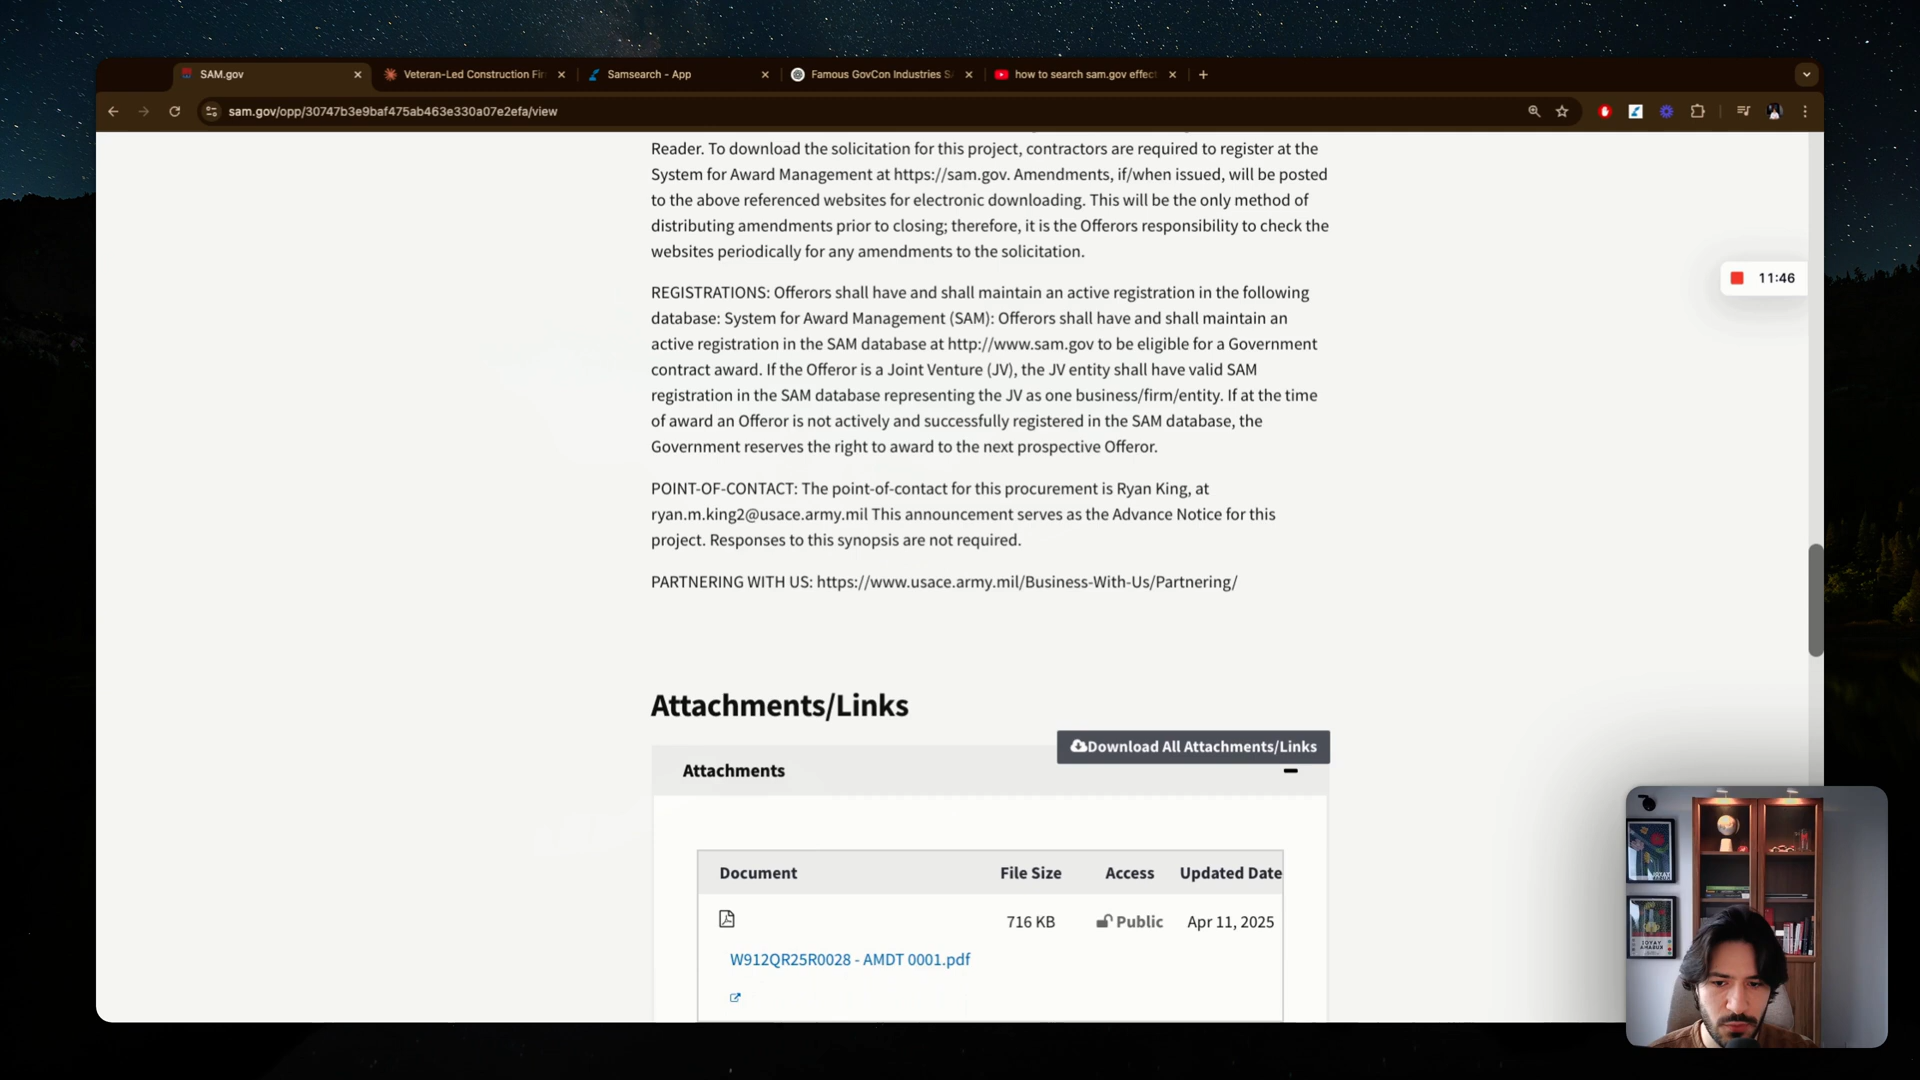 SAM.gov
Veteran-Led Construction Fir
Samsearch - App
Famous GovCon Industries S
how to search sam.gov effect
sam.gov/opp/30747b3e9baf475ab463e330a07e2efa/view
Reader. To download the solicitation for this project, contractors are required to register at the
System for Award Management at https://sam.gov. Amendments, if/when issued, will be posted
to the above referenced websites for electronic downloading. This will be the only method of
distributing amendments prior to closing; therefore, it is the Offerors responsibility to check the
websites periodically for any amendments to the solicitation.
11:46
REGISTRATIONS: Offerors shall have and shall maintain an active registration in the following
database: System for Award Management (SAM): Offerors shall have and shall maintain an
active registration in the SAM database at http://www.sam.gov to be eligible for a Government
contract award. If the Offeror is a Joint Venture (JV), the JV entity shall have valid SAM
registration in the SAM database representing the JV as one business/firm/entity. If at the time
of award an Offeror is not actively and successfully registered in the SAM database, the
Government reserves the right to award to the next prospective Offeror.
POINT-OF-CONTACT: The point-of-contact for this procurement is Ryan King, at
ryan.m.king2@usace.army.mil This announcement serves as the Advance Notice for this
project. Responses to this synopsis are not required.
PARTNERING WITH US: https://www.usace.army.mil/Business-With-Us/Partnering/
Attachments/Links
Download All Attachments/Links
Attachments
Document File Size Access Updated Date
716 KB Public Apr 11, 2025
W912QR25R0028 - AMDT 0001.pdf